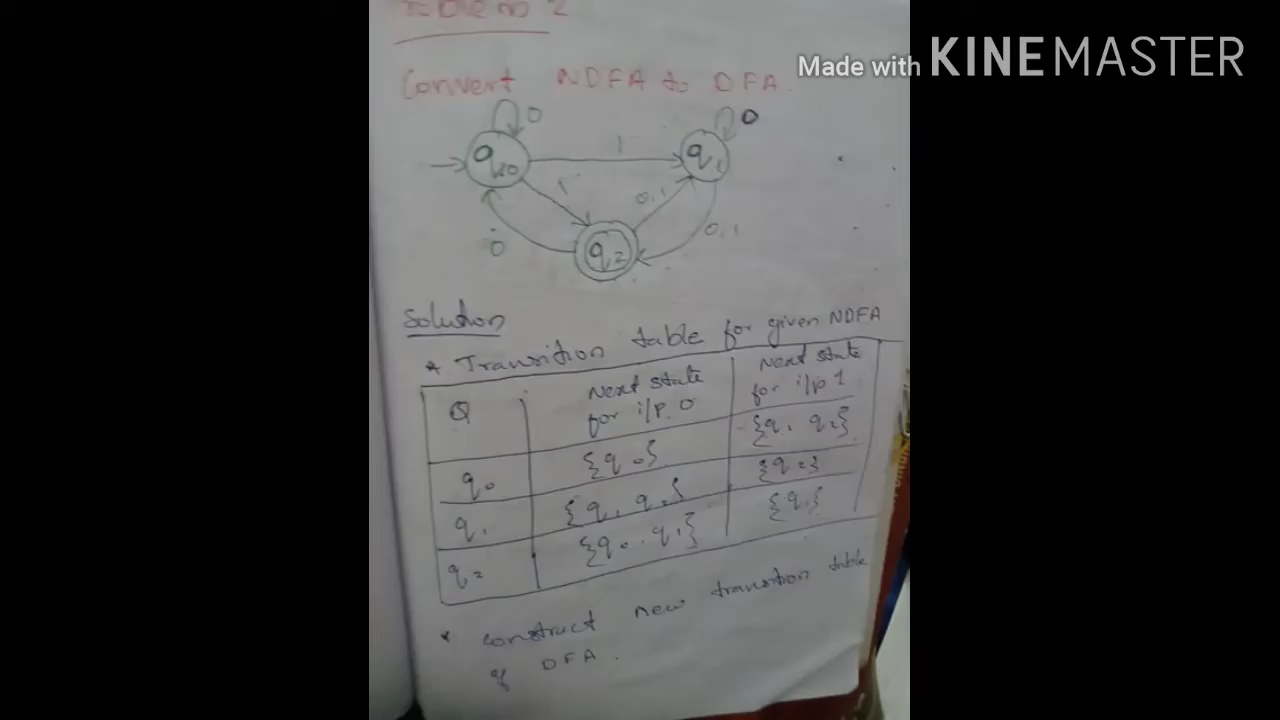 Made with KINEMASTER
Convert NDFA to DFA.
0
0
q0
1
q1
1
0,1
0
q2
0,1
Solution
* Transition table for given NDFA
Q
Next state
for i/p 0
Next state
for i/p 1
q0
{q0}
{q1 q2}
q1
{q1 q2}
{q2}
q2
{q0 q1}
{q1}
* construct new transition table
of DFA.